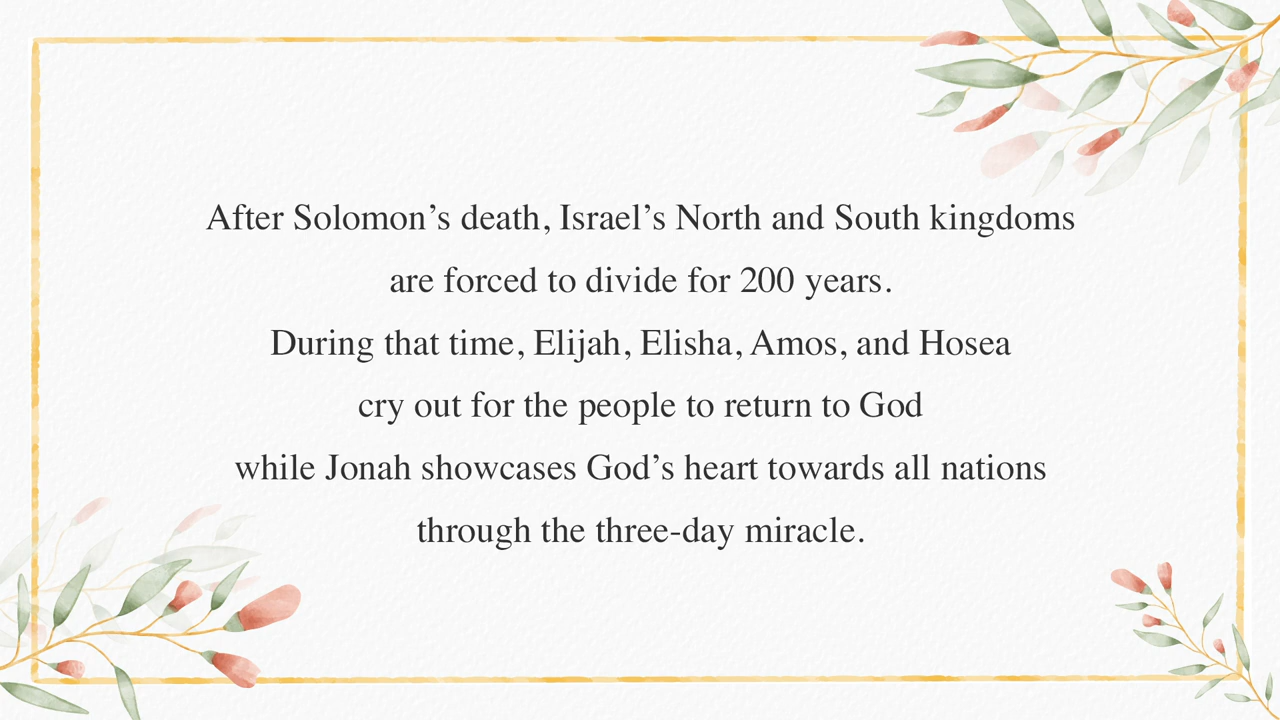 After Solomon’s death, Israel’s North and South kingdoms
are forced to divide for 200 years.
During that time, Elijah, Elisha, Amos, and Hosea
cry out for the people to return to God
while Jonah showcases God’s heart towards all nations
through the three-day miracle.